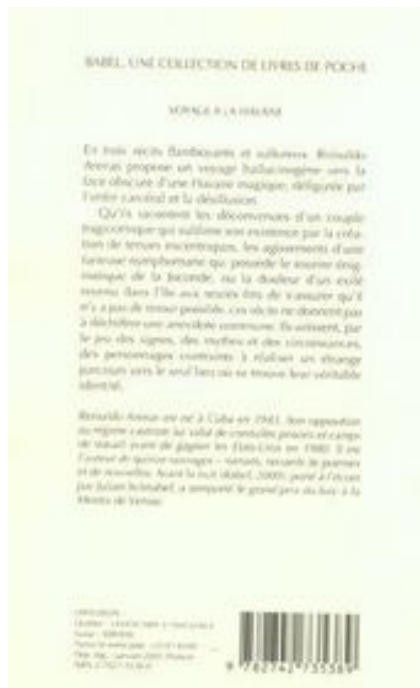 BABEL, UNE COLLECTION DE LIVRES DE POCHE
VOYAGE A LA HAVANE
En trois récits flamboyants et sulfureux, Reinaldo
Arenas propose un voyage hallucinogène vers la
face obscure d'une Havane magique, défigurée par
l'enfer carcéral et la désillusion.
Qu'ils racontent les déconvenues d'un couple
tragicomique qui sublime son existence par la créa-
tion de tenues excentriques, les agissements d'une
furieuse nymphomane qui possède le sourire énig-
matique de la Joconde, ou la douleur d'un exilé
revenu dans l'île aux seules fins de s'assurer qu'il
n'y a pas de retour possible, ces récits ne donnent pas
à déchiffrer une anecdote commune. Ils suivent, par
le jeu des signes, des mythes et des circonstances,
des personnages contraints à réaliser un étrange
parcours vers le seul lieu où se trouve leur véritable
identité.
Reinaldo Arenas est né à Cuba en 1943. Son opposition
au régime castriste lui valut de connaître prisons et camps
de travail avant de gagner les Etats-Unis en 1980. Il est
l'auteur de quinze ouvrages – romans, recueils de poèmes
et de nouvelles. Avant la nuit (Babel, 2000), porté à l'écran
par Julian Schnabel, a remporté le grand prix du jury à la
Mostra de Venise.
9 782742 735389